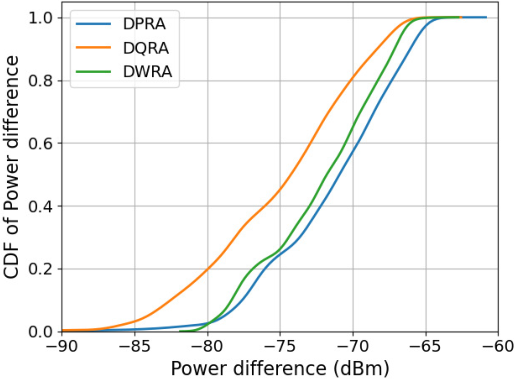 1.0
0.8
0.6
0.4
0.2
0.0
CDF of Power difference
DPRA
DQRA
DWRA
−90 −85 −80 −75 −70 −65 −60
Power difference (dBm)